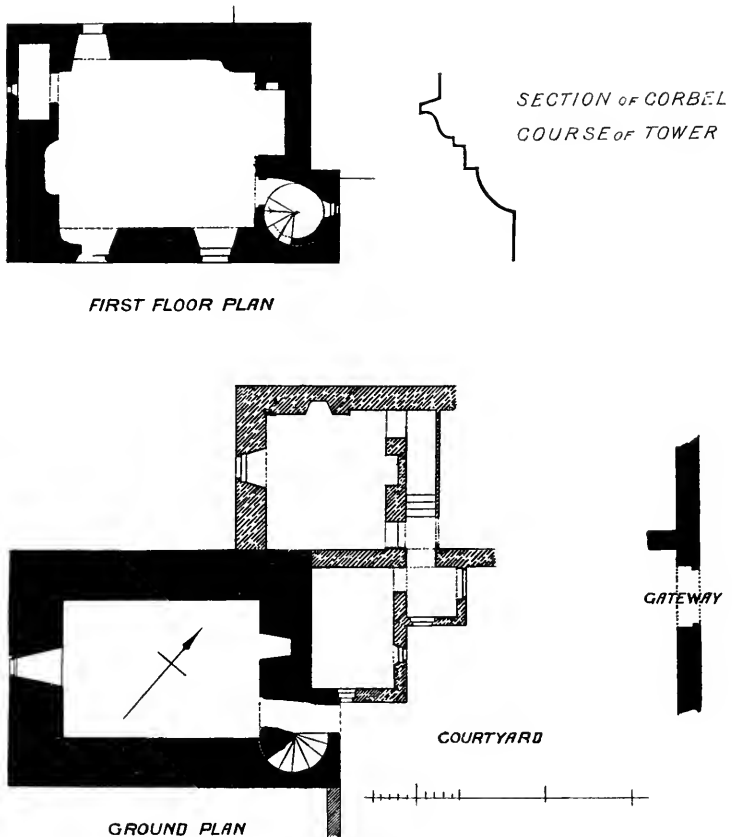 SECTION OF CORBEL
COURSE OF TOWER
FIRST FLOOR PLAN
GATEWAY
COURTYARD
GROUND PLAN